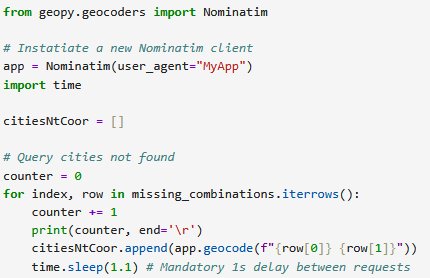 from geopy.geocoders import Nominatim
# Instatiate a new Nominatim client
app = Nominatim(user_agent="MyApp")
import time
citiesNtCoor = []
# Query cities not found
counter = 0
for index, row in missing_combinations.iterrows():
    counter += 1
    print(counter, end='\r')
    citiesNtCoor.append(app.geocode(f"{row[0]} {row[1]}"))
    time.sleep(1.1) # Mandatory 1s delay between requests